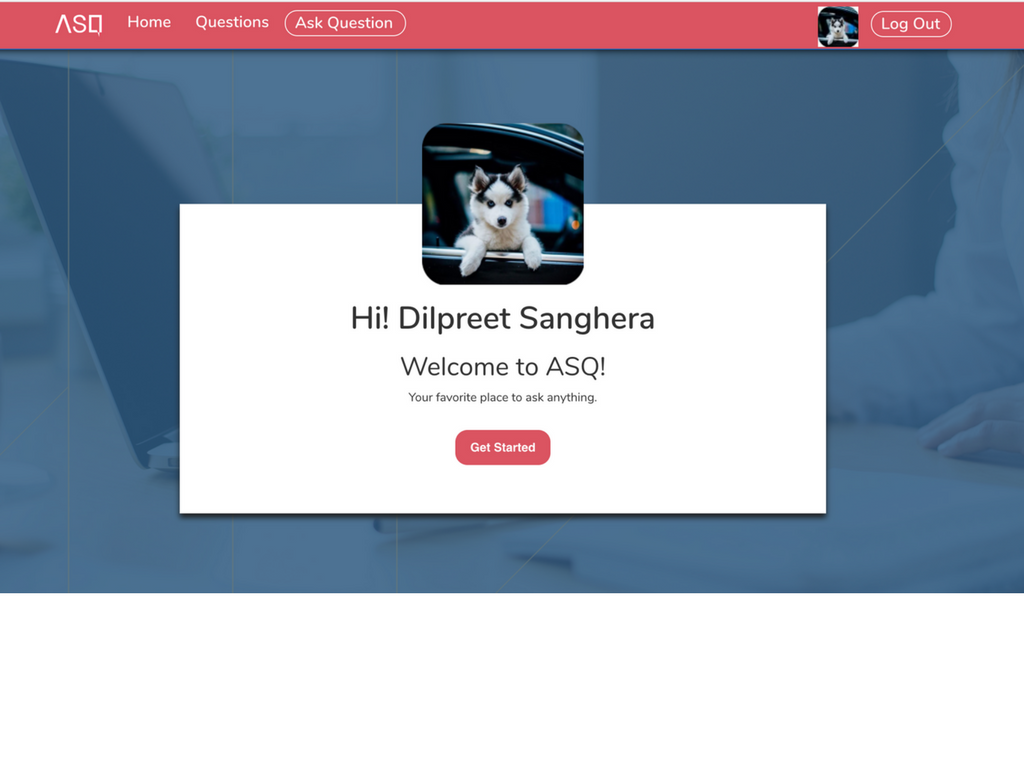 ASQ
Home Questions Ask Question Log Out
Hi! Dilpreet Sanghera
Welcome to ASQ!
Your favorite place to ask anything.
Get Started